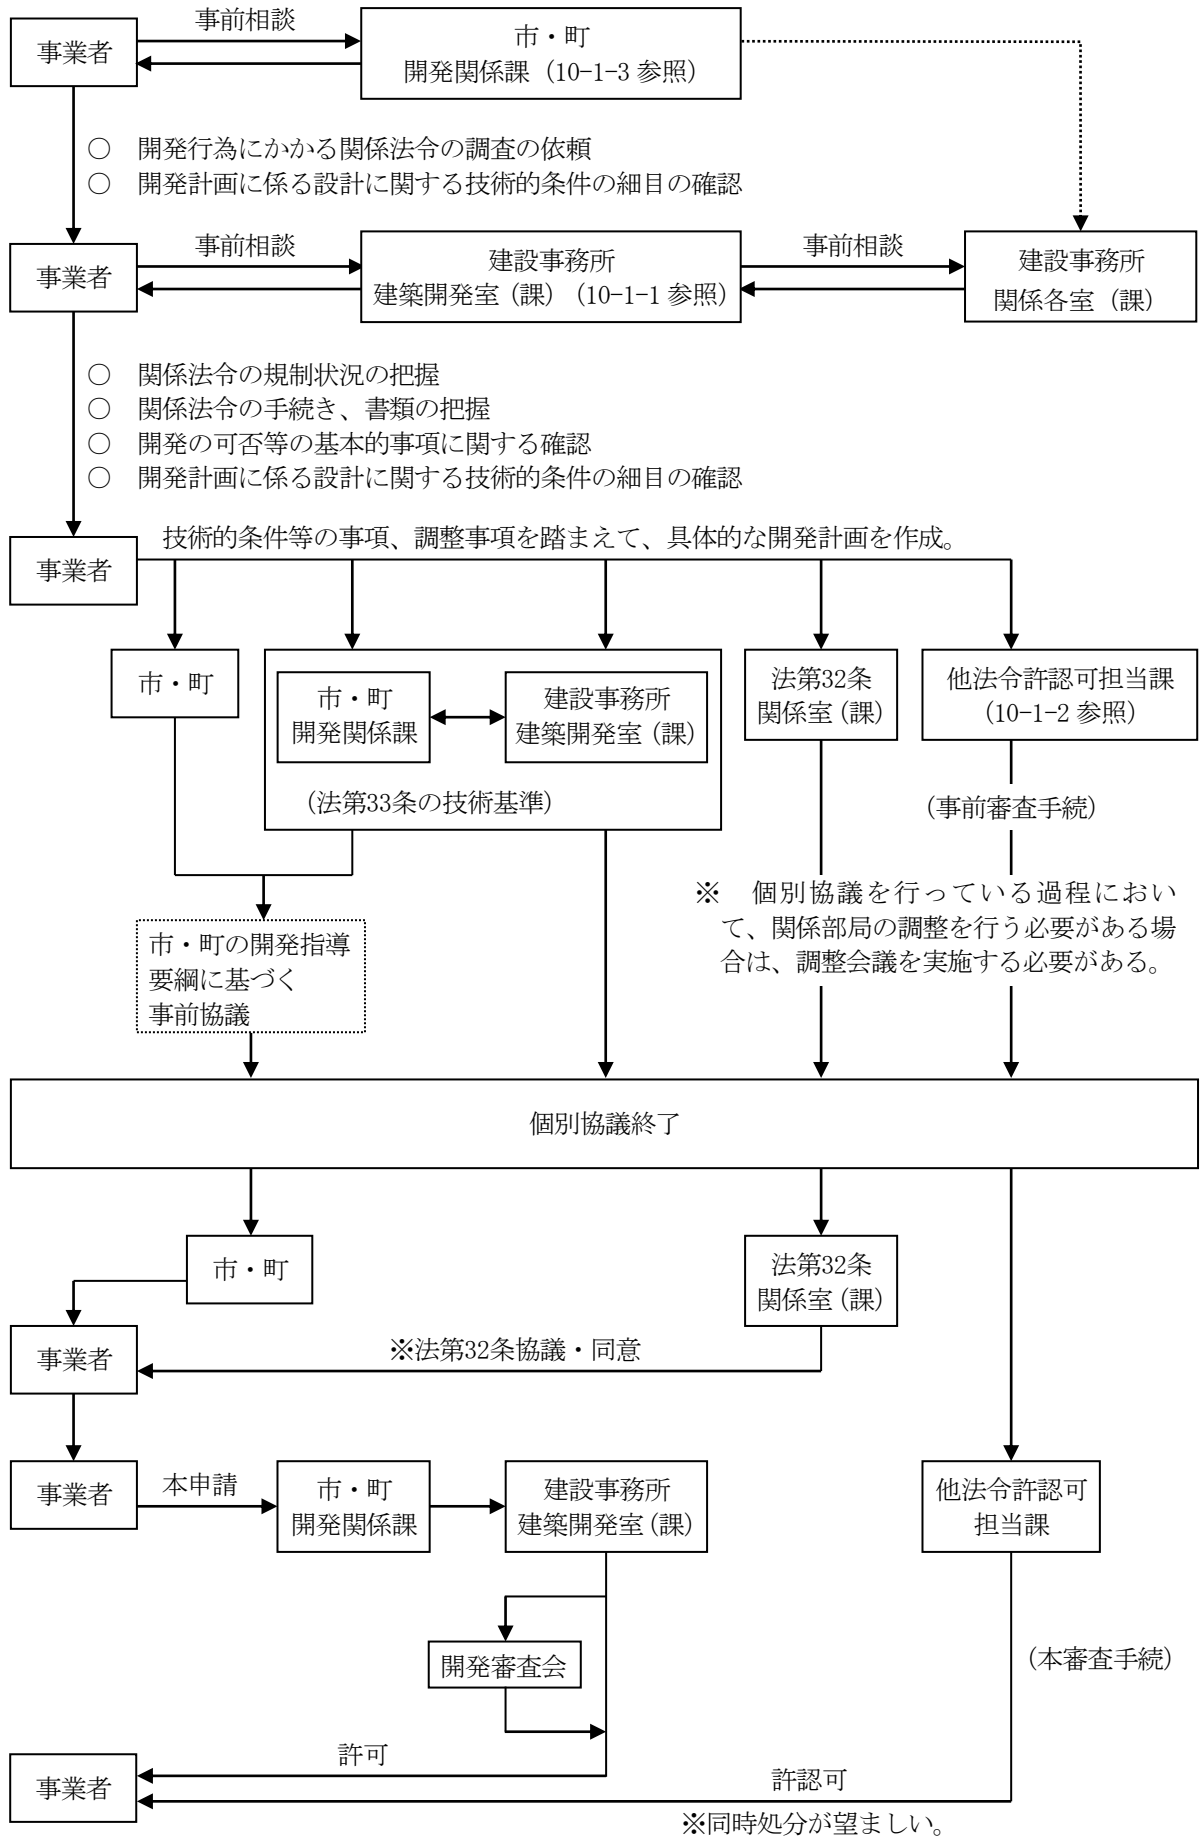 事前相談
事業者
市・町
開発関係課（10-1-3 参照）
○　開発行為にかかる関係法令の調査の依頼
○　開発計画に係る設計に関する技術的条件の細目の確認
事業者
事前相談
建設事務所
建築開発室（課）（10-1-1 参照）
事前相談
建設事務所
関係各室（課）
○　関係法令の規制状況の把握
○　関係法令の手続き、書類の把握
○　開発の可否等の基本的事項に関する確認
○　開発計画に係る設計に関する技術的条件の細目の確認
事業者
技術的条件等の事項、調整事項を踏まえて、具体的な開発計画を作成。
市・町
市・町
開発関係課
建設事務所
建築開発室（課）
（法第33条の技術基準）
法第32条
関係室（課）
他法令許認可担当課
（10-1-2 参照）
（事前審査手続）
※　個別協議を行っている過程におい
て、関係部局の調整を行う必要がある場
合は、調整会議を実施する必要がある。
市・町の開発指導
要綱に基づく
事前協議
個別協議終了
市・町
法第32条
関係室（課）
事業者
※法第32条協議・同意
事業者
本申請
市・町
開発関係課
建設事務所
建築開発室（課）
他法令許認可
担当課
開発審査会
（本審査手続）
事業者
許可
許認可
※同時処分が望ましい。